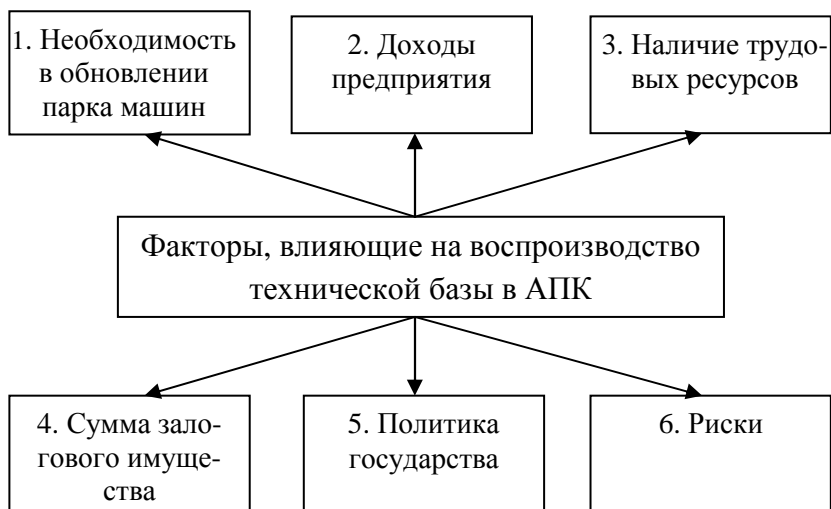 1. Необходимость
в обновлении
парка машин
2. Доходы
предприятия
3. Наличие трудо-
вых ресурсов
Факторы, влияющие на воспроизводство
технической базы в АПК
4. Сумма зало-
гового имуще-
ства
5. Политика
государства
6. Риски